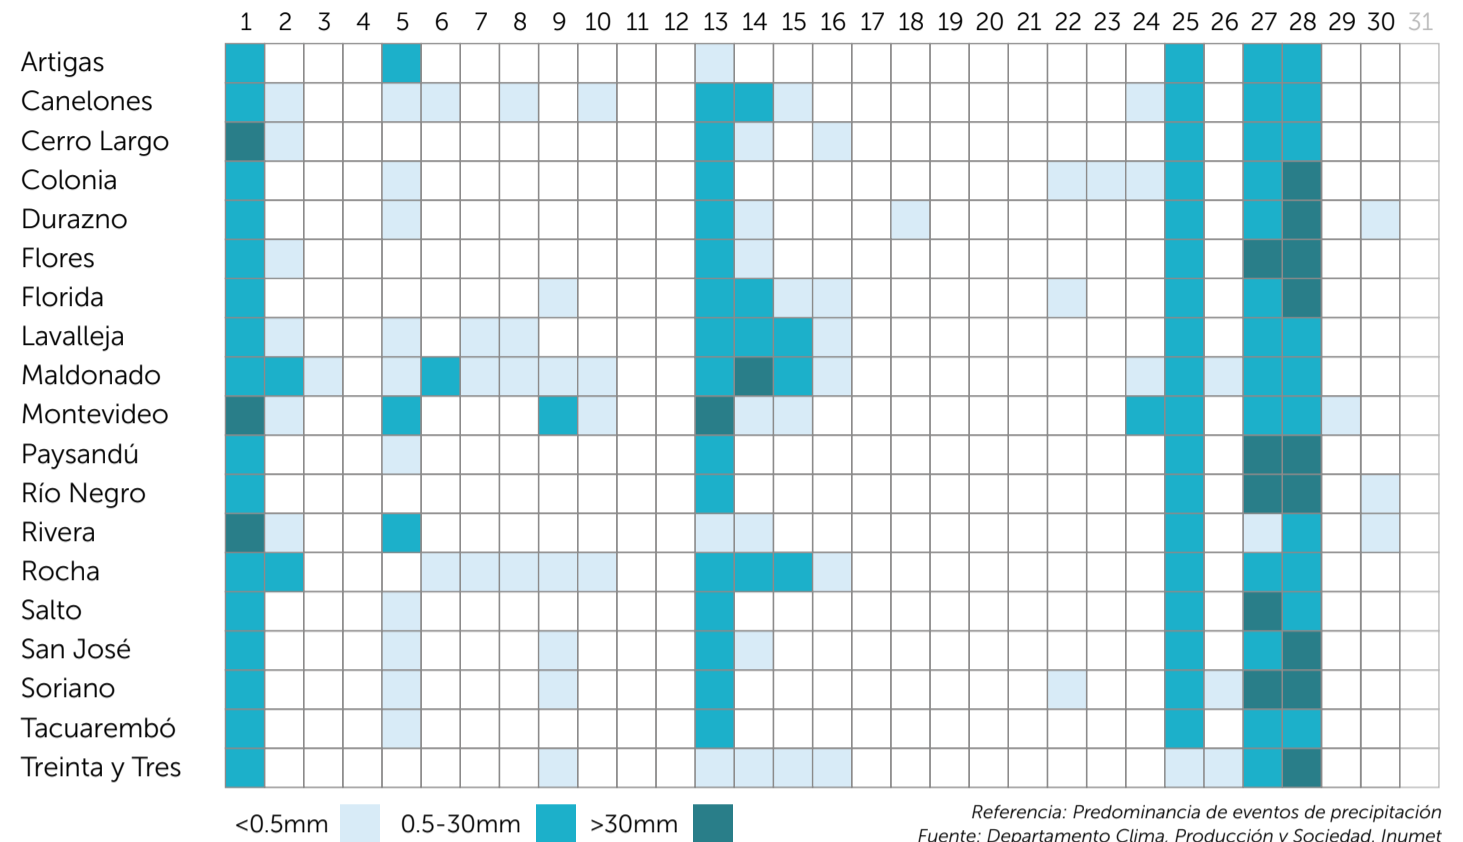 1 2 3 4 5 6 7 8 9 10 11 12 13 14 15 16 17 18 19 20 21 22 23 24 25 26 27 28 29 30 31
Artigas
Canelones
Cerro Largo
Colonia
Durazno
Flores
Florida
Lavalleja
Maldonado
Montevideo
Paysandú
Río Negro
Rivera
Rocha
Salto
San José
Soriano
Tacuarembó
Treinta y Tres
<0.5mm 0.5-30mm >30mm
Referencia: Predominancia de eventos de precipitación
Fuente: Departamento Clima, Producción y Sociedad, Inumet